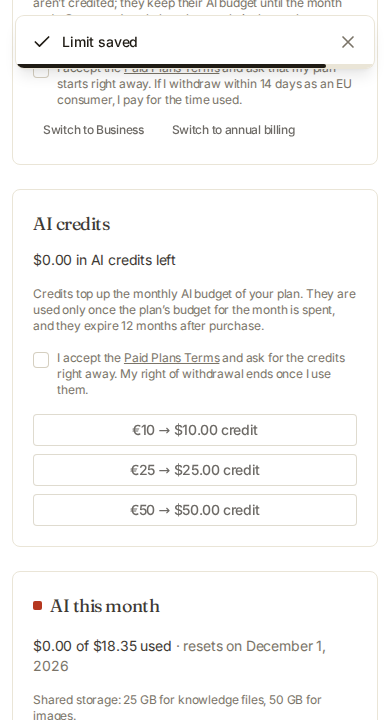 aren't credited; they keep their AI budget until the month
Limit saved
I accept the Paid Plans Terms and ask that my plan
starts right away. If I withdraw within 14 days as an EU
consumer, I pay for the time used.
Switch to Business Switch to annual billing
AI credits
$0.00 in AI credits left
Credits top up the monthly AI budget of your plan. They are
used only once the plan's budget for the month is spent,
and they expire 12 months after purchase.
I accept the Paid Plans Terms and ask for the credits
right away. My right of withdrawal ends once I use
them.
€10 → $10.00 credit
€25 → $25.00 credit
€50 → $50.00 credit
AI this month
$0.00 of $18.35 used · resets on December 1,
2026
Shared storage: 25 GB for knowledge files, 50 GB for
images.